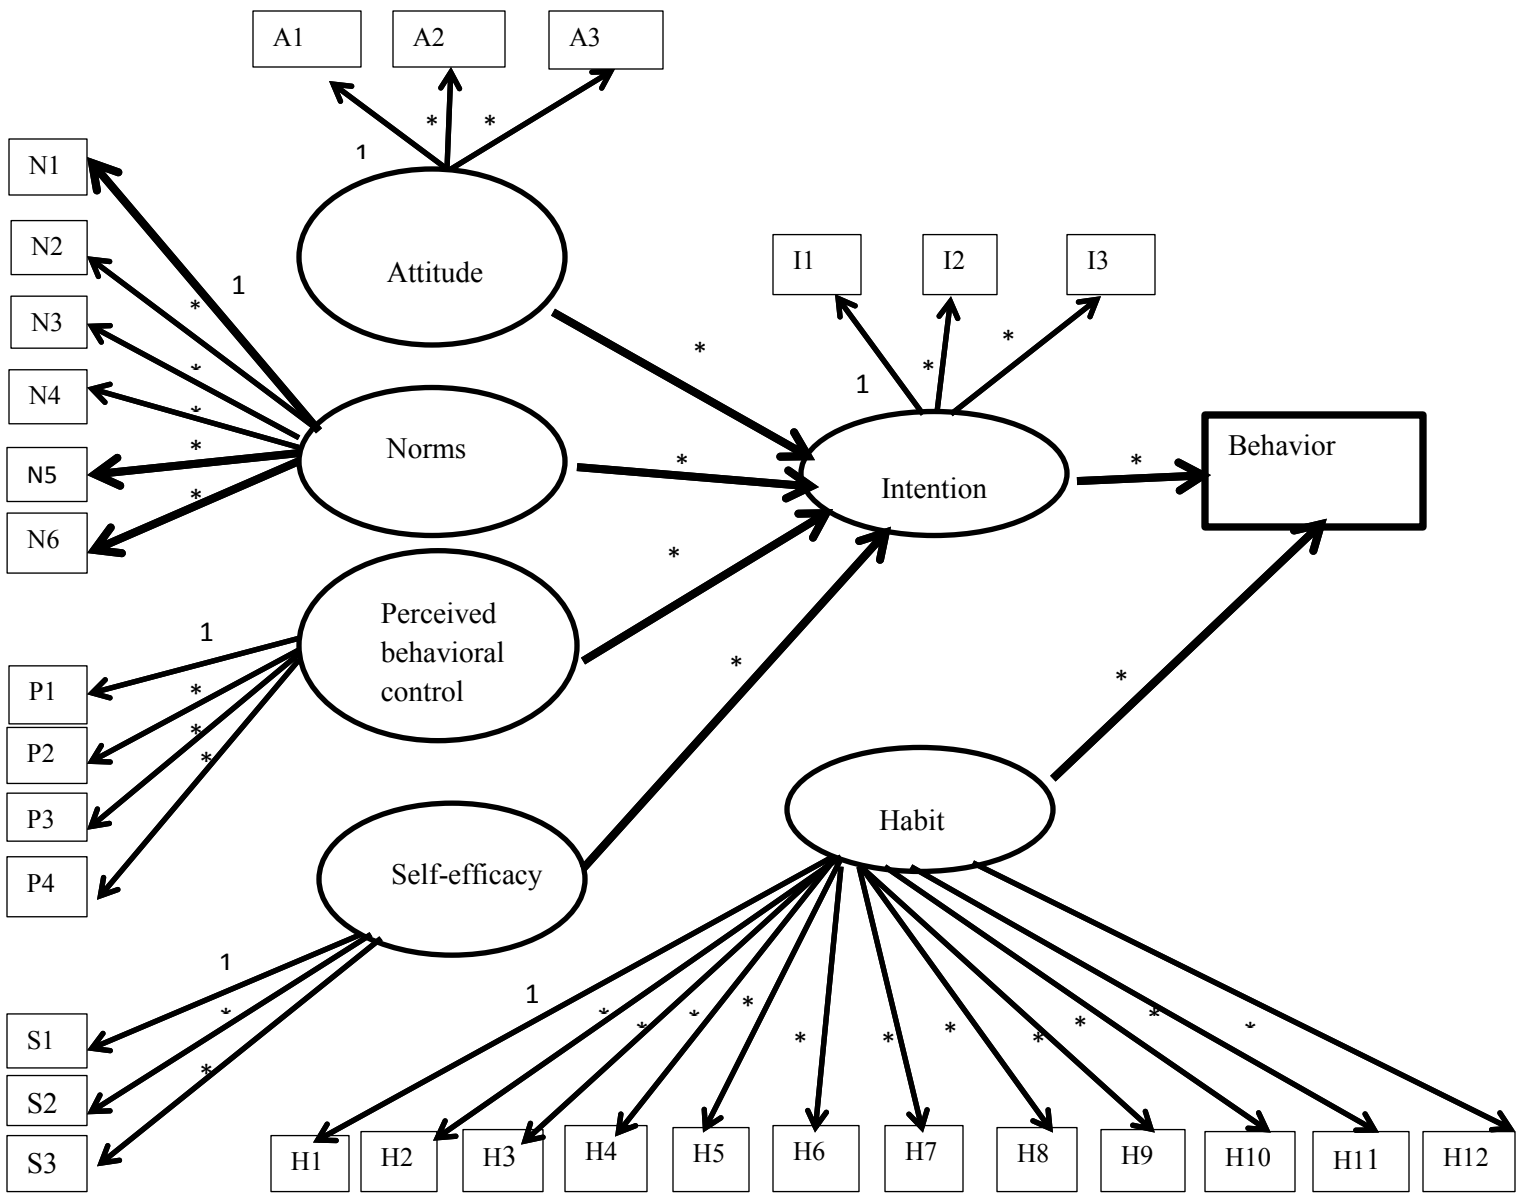 A1
A2
A3
*
*
1
N1
N2
N3
N4
N5
N6
1
*
*
*
*
*
Attitude
I1
I2
I3
*
*
1
*
Norms
*
Intention
*
Behavior
Perceived
behavioral
control
*
1
*
*
*
P1
P2
P3
P4
*
*
Habit
Self-efficacy
1
*
*
S1
S2
S3
1
*
*
*
*
*
*
*
*
*
*
*
H1
H2
H3
H4
H5
H6
H7
H8
H9
H10
H11
H12